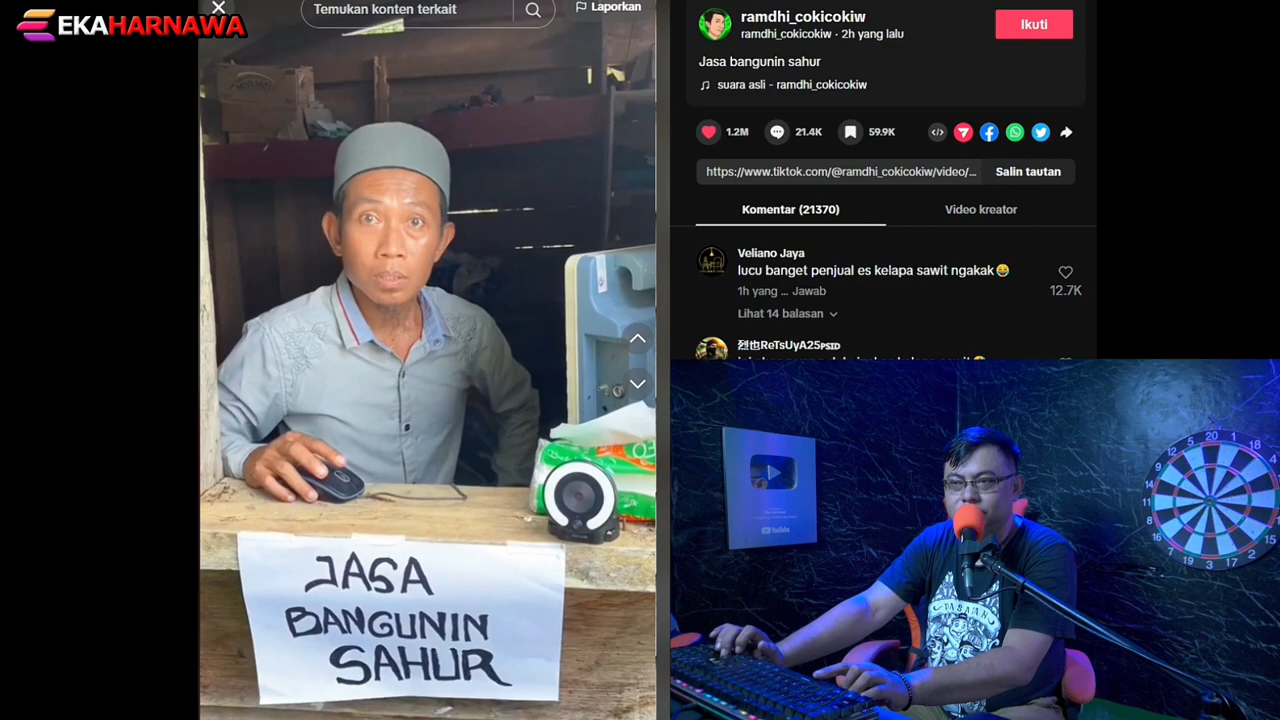 EKAHARNAWA
Temukan konten terkait
Laporkan
ramdhi_cokicokiw
ramdhi_cokicokiw · 2h yang lalu
Ikuti
Jasa bangunin sahur
suara asli - ramdhi_cokicokiw
1.2M
21.4K
59.9K
https://www.tiktok.com/@ramdhi_cokicokiw/video/...
Salin tautan
Komentar (21370)
Video kreator
Veliano Jaya
lucu banget penjual es kelapa sawit ngakak😂
12.7K
1h yang ... Jawab
Lihat 14 balasan
JASA
BANGUNIN
SAHUR
YouTube